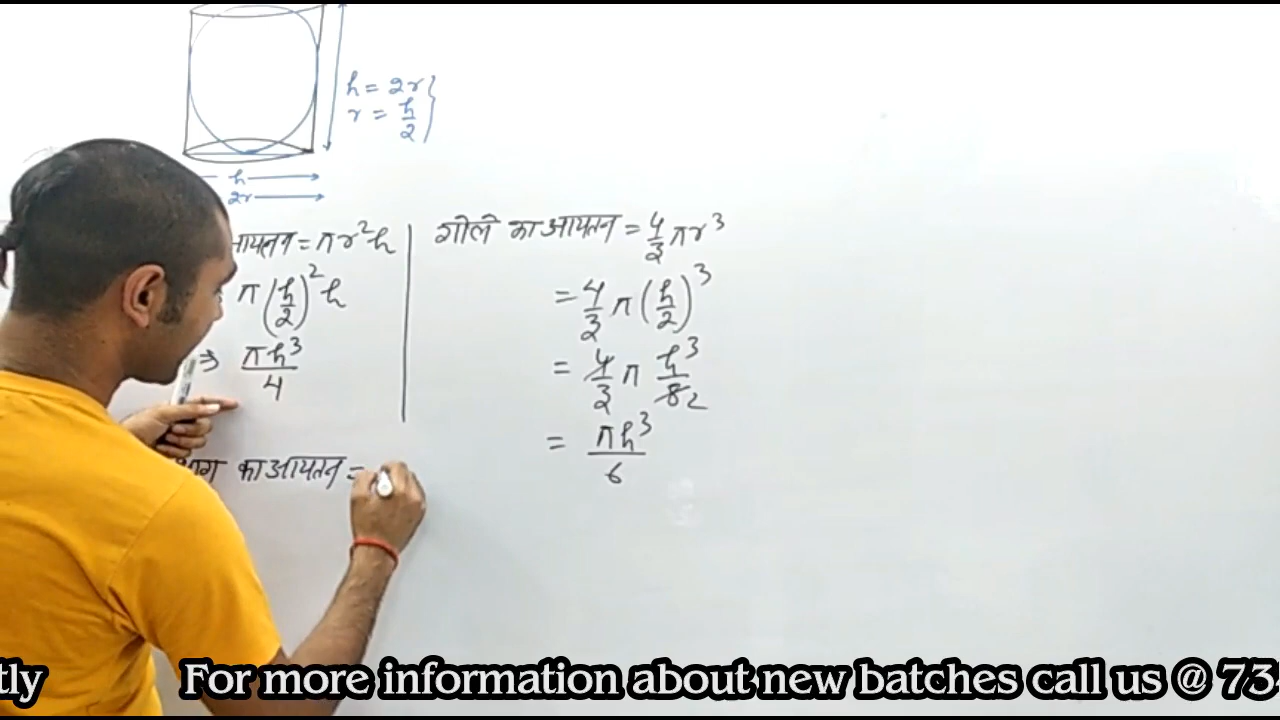 h = 2r
r = h/2
h
2r
आयतन = πr²h
π(h/2)²h
⇒ πh³/4
गोले का आयतन = 4/3 πr³
= 4/3 π(h/2)³
= 4/3 π h³/8 2
= πh³/6
भाग का आयतन =
tly For more information about new batches call us @ 73